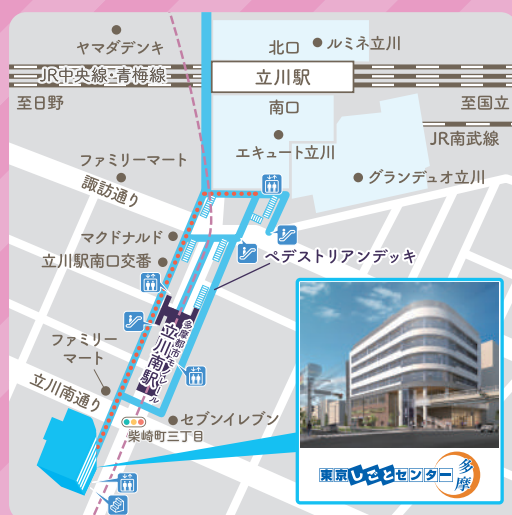 ヤマダデンキ
北口
ルミネ立川
JR中央線・青梅線
立川駅
至日野
南口
至国立
JR南武線
エキュート立川
ファミリーマート
グランデュオ立川
諏訪通り
マクドナルド
ペデストリアンデッキ
立川駅南口交番
多摩都市モノレール
立川南駅
ファミリー
マート
立川南通り
セブンイレブン
柴崎町三丁目
東京しごとセンター多摩